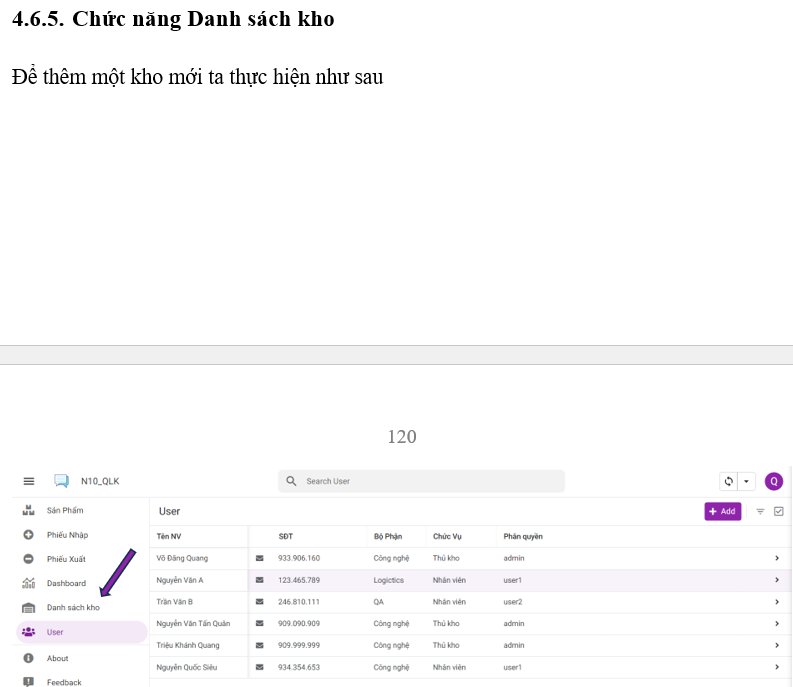 4.6.5. Chức năng Danh sách kho
Để thêm một kho mới ta thực hiện như sau
120
N10_QLK
Search User
Q
Sản Phẩm
Phiếu Nhập
Phiếu Xuất
Dashboard
Danh sách kho
User
About
Feedback
User
Add
Tên NV SĐT Bộ Phận Chức Vụ Phân quyền
Võ Đăng Quang 933.906.160 Công nghệ Thủ kho admin
Nguyễn Văn A 123.465.789 Logictics Nhân viên user1
Trần Văn B 246.810.111 QA Nhân viên user2
Nguyễn Văn Tấn Quân 909.090.909 Công nghệ Thủ kho admin
Triệu Khánh Quang 909.999.999 Công nghệ Thủ kho admin
Nguyễn Quốc Siêu 934.354.653 Công nghệ Nhân viên user1